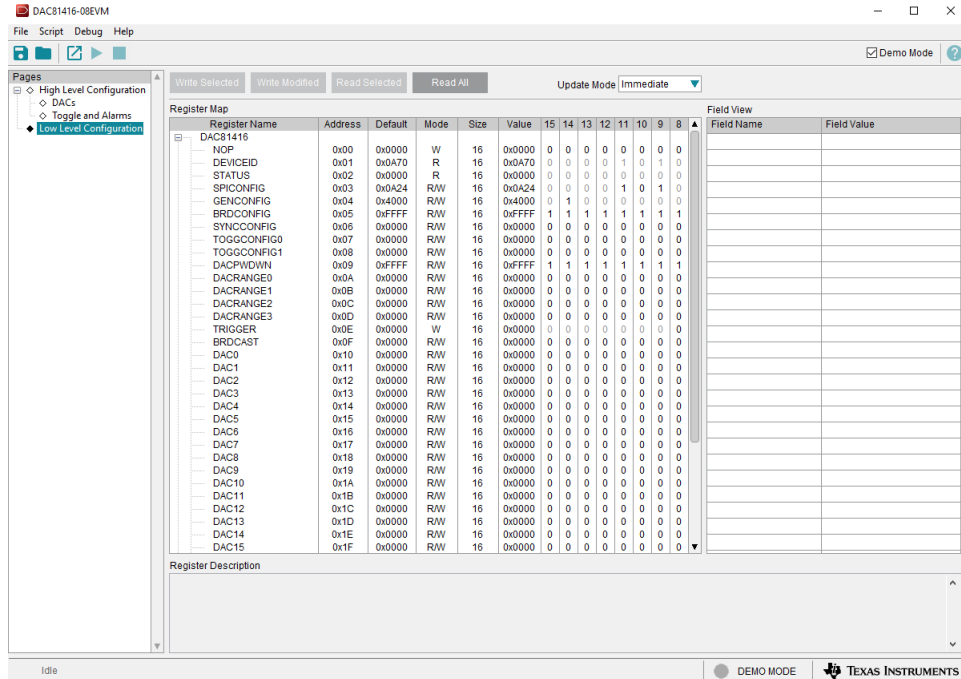 DAC81416-08EVM
File Script Debug Help
Demo Mode
Pages
High Level Configuration
DACs
Toggle and Alarms
Low Level Configuration
Write Selected Write Modified Read Selected Read All Update Mode Immediate
Register Map
Register Name Address Default Mode Size Value 15 14 13 12 11 10 9 8
DAC81416
NOP 0x00 0x0000 W 16 0x0000 0 0 0 0 0 0 0 0
DEVICEID 0x01 0x0A70 R 16 0x0A70 0 0 0 0 1 0 1 0
STATUS 0x02 0x0000 R 16 0x0000 0 0 0 0 0 0 0 0
SPICONFIG 0x03 0x0A24 R/W 16 0x0A24 0 0 0 0 1 0 1 0
GENCONFIG 0x04 0x4000 R/W 16 0x4000 0 1 0 0 0 0 0 0
BRDCONFIG 0x05 0xFFFF R/W 16 0xFFFF 1 1 1 1 1 1 1 1
SYNCCONFIG 0x06 0x0000 R/W 16 0x0000 0 0 0 0 0 0 0 0
TOGGCONFIG0 0x07 0x0000 R/W 16 0x0000 0 0 0 0 0 0 0 0
TOGGCONFIG1 0x08 0x0000 R/W 16 0x0000 0 0 0 0 0 0 0 0
DACPWDWN 0x09 0xFFFF R/W 16 0xFFFF 1 1 1 1 1 1 1 1
DACRANGE0 0x0A 0x0000 R/W 16 0x0000 0 0 0 0 0 0 0 0
DACRANGE1 0x0B 0x0000 R/W 16 0x0000 0 0 0 0 0 0 0 0
DACRANGE2 0x0C 0x0000 R/W 16 0x0000 0 0 0 0 0 0 0 0
DACRANGE3 0x0D 0x0000 R/W 16 0x0000 0 0 0 0 0 0 0 0
TRIGGER 0x0E 0x0000 W 16 0x0000 0 0 0 0 0 0 0 0
BRDCAST 0x0F 0x0000 R/W 16 0x0000 0 0 0 0 0 0 0 0
DAC0 0x10 0x0000 R/W 16 0x0000 0 0 0 0 0 0 0 0
DAC1 0x11 0x0000 R/W 16 0x0000 0 0 0 0 0 0 0 0
DAC2 0x12 0x0000 R/W 16 0x0000 0 0 0 0 0 0 0 0
DAC3 0x13 0x0000 R/W 16 0x0000 0 0 0 0 0 0 0 0
DAC4 0x14 0x0000 R/W 16 0x0000 0 0 0 0 0 0 0 0
DAC5 0x15 0x0000 R/W 16 0x0000 0 0 0 0 0 0 0 0
DAC6 0x16 0x0000 R/W 16 0x0000 0 0 0 0 0 0 0 0
DAC7 0x17 0x0000 R/W 16 0x0000 0 0 0 0 0 0 0 0
DAC8 0x18 0x0000 R/W 16 0x0000 0 0 0 0 0 0 0 0
DAC9 0x19 0x0000 R/W 16 0x0000 0 0 0 0 0 0 0 0
DAC10 0x1A 0x0000 R/W 16 0x0000 0 0 0 0 0 0 0 0
DAC11 0x1B 0x0000 R/W 16 0x0000 0 0 0 0 0 0 0 0
DAC12 0x1C 0x0000 R/W 16 0x0000 0 0 0 0 0 0 0 0
DAC13 0x1D 0x0000 R/W 16 0x0000 0 0 0 0 0 0 0 0
DAC14 0x1E 0x0000 R/W 16 0x0000 0 0 0 0 0 0 0 0
DAC15 0x1F 0x0000 R/W 16 0x0000 0 0 0 0 0 0 0 0
Field View
Field Name Field Value
Register Description
Idle DEMO MODE TEXAS INSTRUMENTS